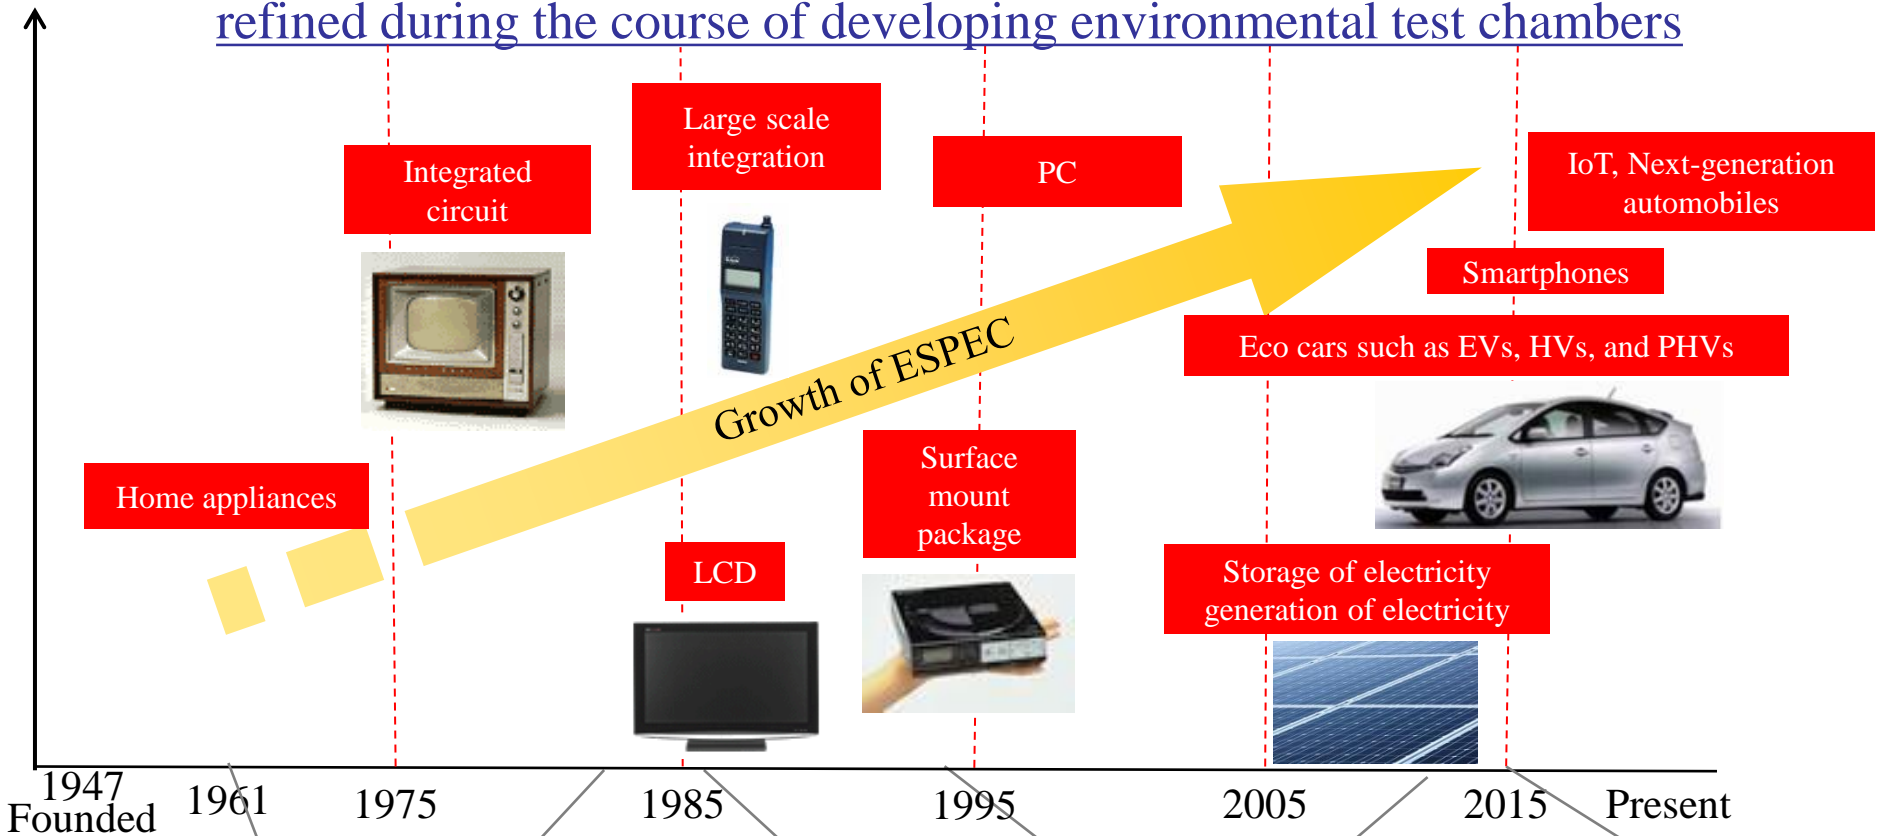 refined during the course of developing environmental test chambers
Large scale
integration
Integrated
circuit
PC
IoT, Next-generation
automobiles
Smartphones
Eco cars such as EVs, HVs, and PHVs
Growth of ESPEC
Surface
mount
package
Home appliances
LCD
Storage of electricity
generation of electricity
1947
Founded
1961
1975
1985
1995
2005
2015
Present